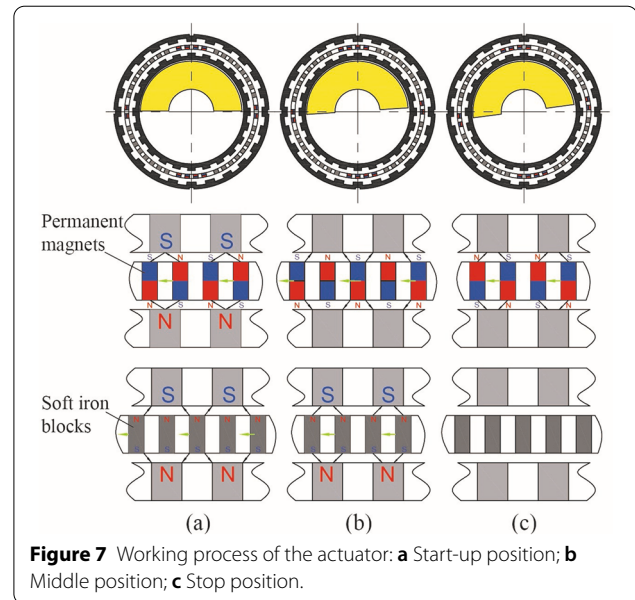 Permanent
magnets
S S
S N S N
N S N S
N N
S N S N S
N S N S N
N S N S
S N S N
Soft iron
blocks
S S
N N N N N
S S S S S
N N
S S
N N N N
S S S S
N N
(a) (b) (c)
Figure 7 Working process of the actuator: a Start-up position; b
Middle position; c Stop position.